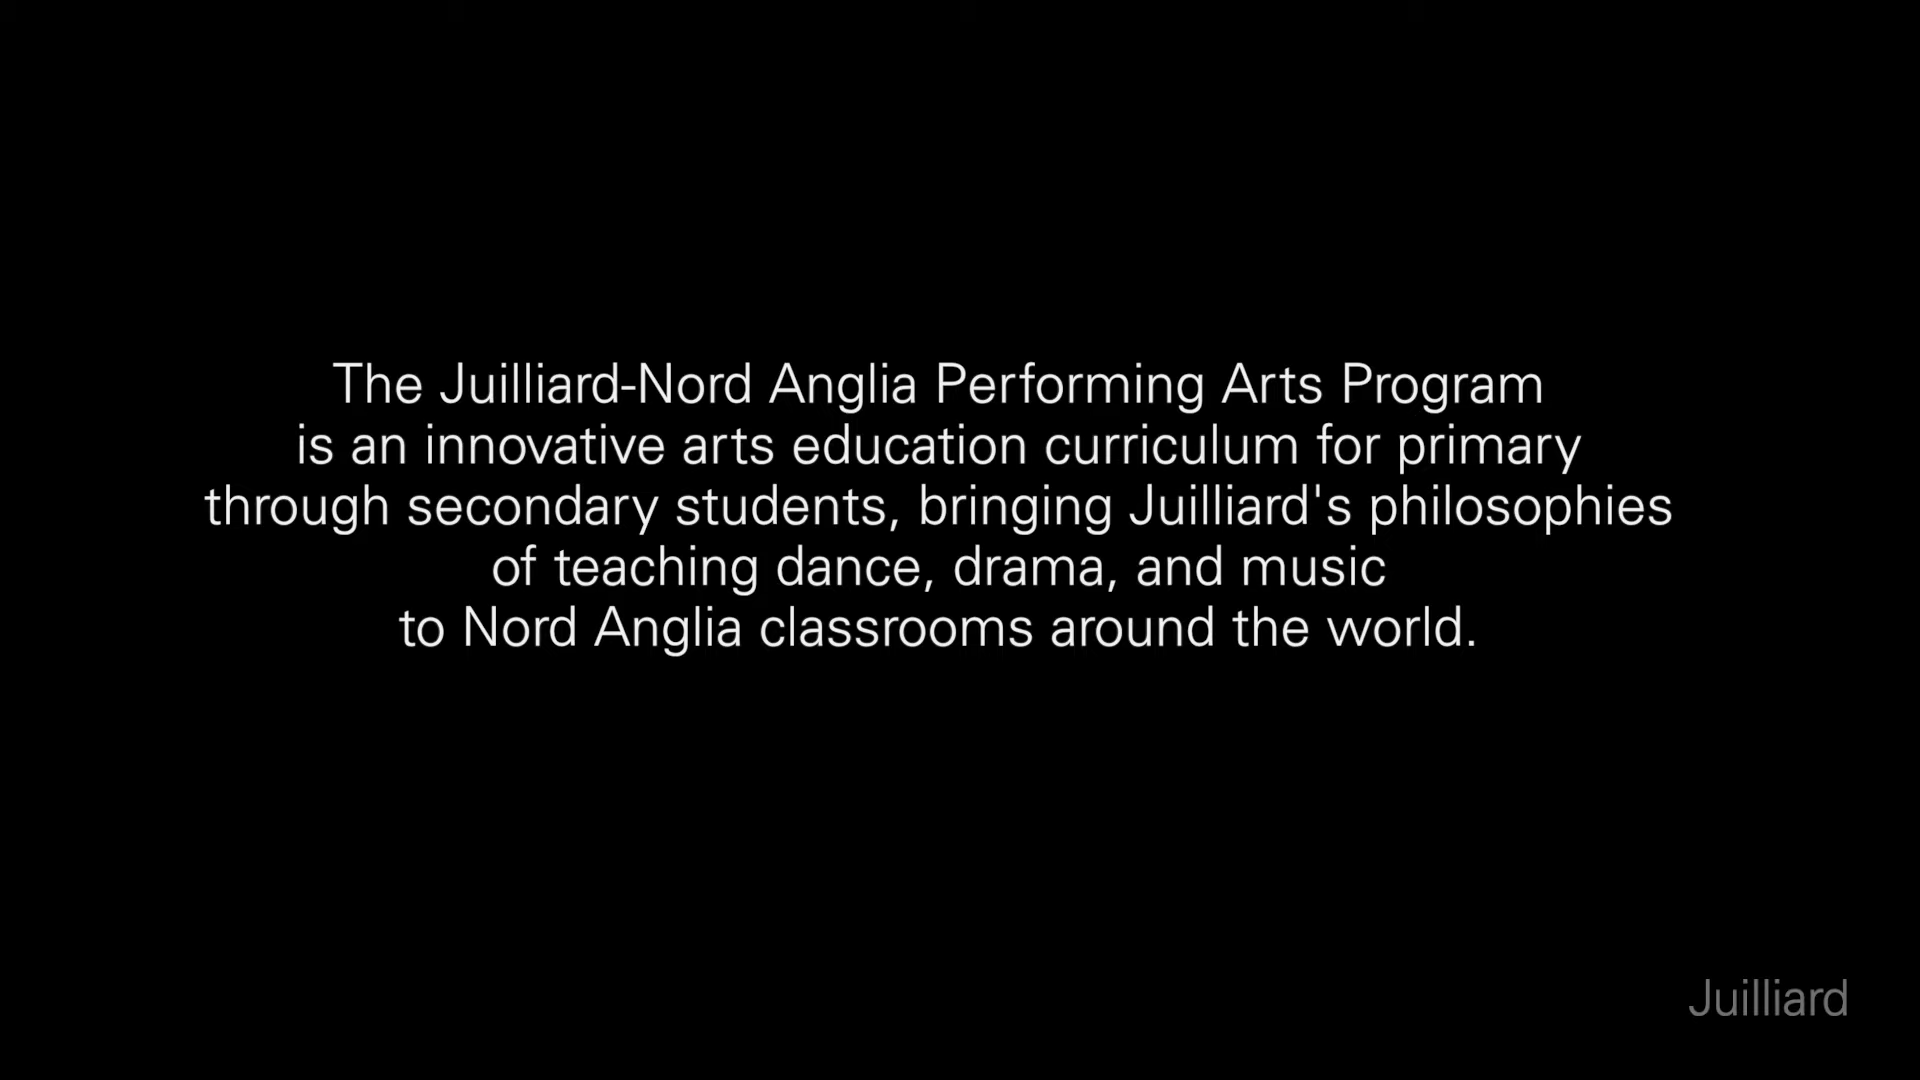 The Juilliard-Nord Anglia Performing Arts Program
is an innovative arts education curriculum for primary
through secondary students, bringing Juilliard's philosophies
of teaching dance, drama, and music
to Nord Anglia classrooms around the world.
Juilliard